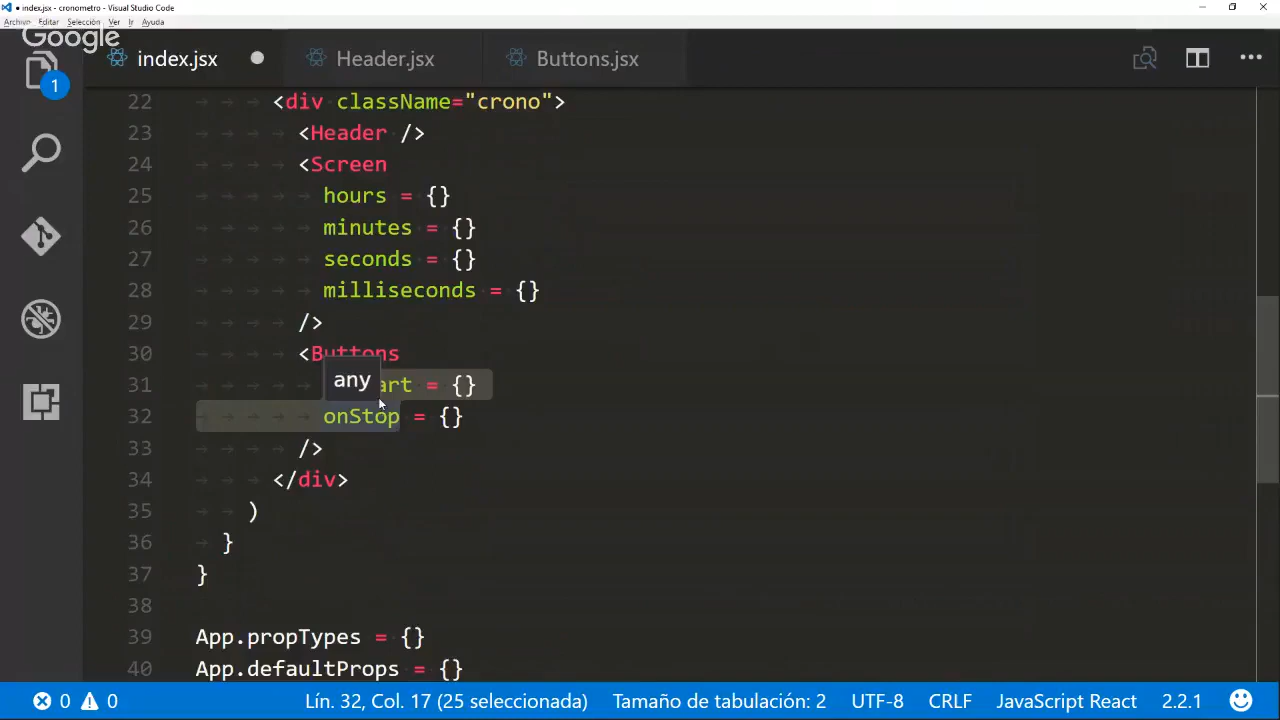 index.jsx - cronometro - Visual Studio Code
Archivo Editar Selección Ver Ir Ayuda
Google
1
index.jsx Header.jsx Buttons.jsx
22 <div className="crono">
23 <Header />
24 <Screen
25 hours = {}
26 minutes = {}
27 seconds = {}
28 milliseconds = {}
29 />
30 <Buttons
any
31 art = {}
32 onStop = {}
33 />
34 </div>
35 )
36 }
37 }
38
39 App.propTypes = {}
40 App.defaultProps = {}
0 0 Lín. 32, Col. 17 (25 seleccionada) Tamaño de tabulación: 2 UTF-8 CRLF JavaScript React 2.2.1